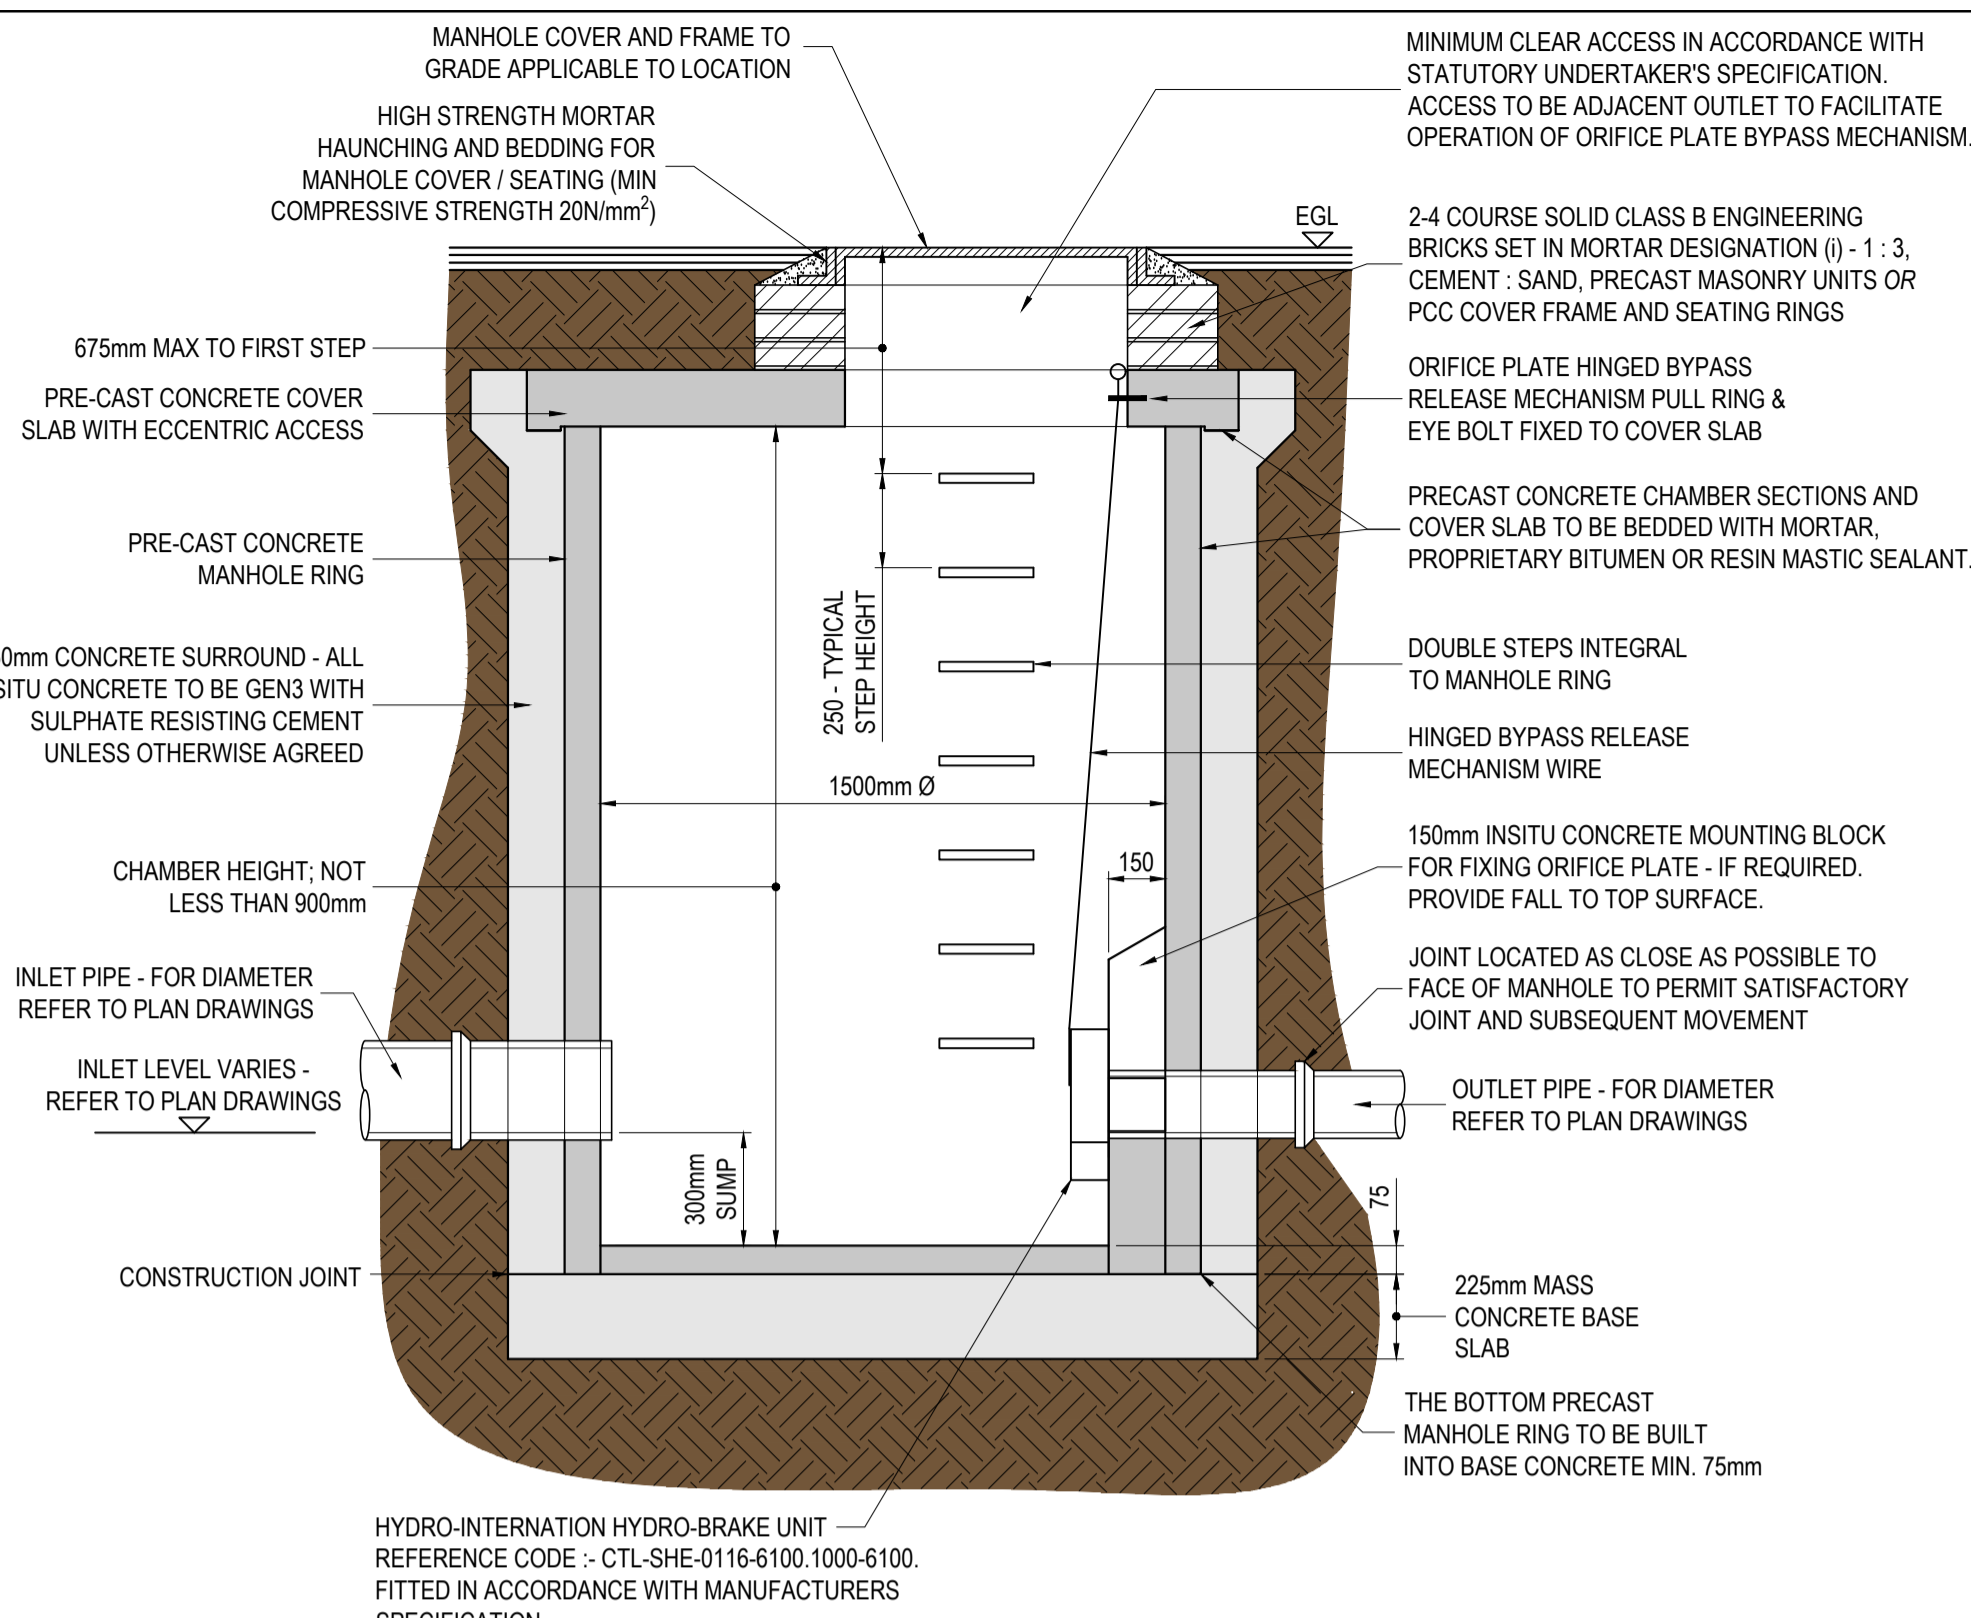 MANHOLE COVER AND FRAME TO
GRADE APPLICABLE TO LOCATION
HIGH STRENGTH MORTAR
HAUNCHING AND BEDDING FOR
MANHOLE COVER / SEATING (MIN
COMPRESSIVE STRENGTH 20N/mm²)
675mm MAX TO FIRST STEP
PRE-CAST CONCRETE COVER
SLAB WITH ECCENTRIC ACCESS
PRE-CAST CONCRETE
MANHOLE RING
0mm CONCRETE SURROUND - ALL
SITU CONCRETE TO BE GEN3 WITH
SULPHATE RESISTING CEMENT
UNLESS OTHERWISE AGREED
CHAMBER HEIGHT; NOT
LESS THAN 900mm
INLET PIPE - FOR DIAMETER
REFER TO PLAN DRAWINGS
INLET LEVEL VARIES -
REFER TO PLAN DRAWINGS
CONSTRUCTION JOINT
250 - TYPICAL
STEP HEIGHT
1500mm Ø
150
300mm
SUMP
EGL
MINIMUM CLEAR ACCESS IN ACCORDANCE WITH
STATUTORY UNDERTAKER'S SPECIFICATION.
ACCESS TO BE ADJACENT OUTLET TO FACILITATE
OPERATION OF ORIFICE PLATE BYPASS MECHANISM.
2-4 COURSE SOLID CLASS B ENGINEERING
BRICKS SET IN MORTAR DESIGNATION (i) - 1 : 3,
CEMENT : SAND, PRECAST MASONRY UNITS OR
PCC COVER FRAME AND SEATING RINGS
ORIFICE PLATE HINGED BYPASS
RELEASE MECHANISM PULL RING &
EYE BOLT FIXED TO COVER SLAB
PRECAST CONCRETE CHAMBER SECTIONS AND
COVER SLAB TO BE BEDDED WITH MORTAR,
PROPRIETARY BITUMEN OR RESIN MASTIC SEALANT.
DOUBLE STEPS INTEGRAL
TO MANHOLE RING
HINGED BYPASS RELEASE
MECHANISM WIRE
150mm INSITU CONCRETE MOUNTING BLOCK
FOR FIXING ORIFICE PLATE - IF REQUIRED.
PROVIDE FALL TO TOP SURFACE.
JOINT LOCATED AS CLOSE AS POSSIBLE TO
FACE OF MANHOLE TO PERMIT SATISFACTORY
JOINT AND SUBSEQUENT MOVEMENT
OUTLET PIPE - FOR DIAMETER
REFER TO PLAN DRAWINGS
75
225mm MASS
CONCRETE BASE
SLAB
THE BOTTOM PRECAST
MANHOLE RING TO BE BUILT
INTO BASE CONCRETE MIN. 75mm
HYDRO-INTERNATION HYDRO-BRAKE UNIT
REFERENCE CODE :- CTL-SHE-0116-6100.1000-6100.
FITTED IN ACCORDANCE WITH MANUFACTURERS
SPECIFICATION